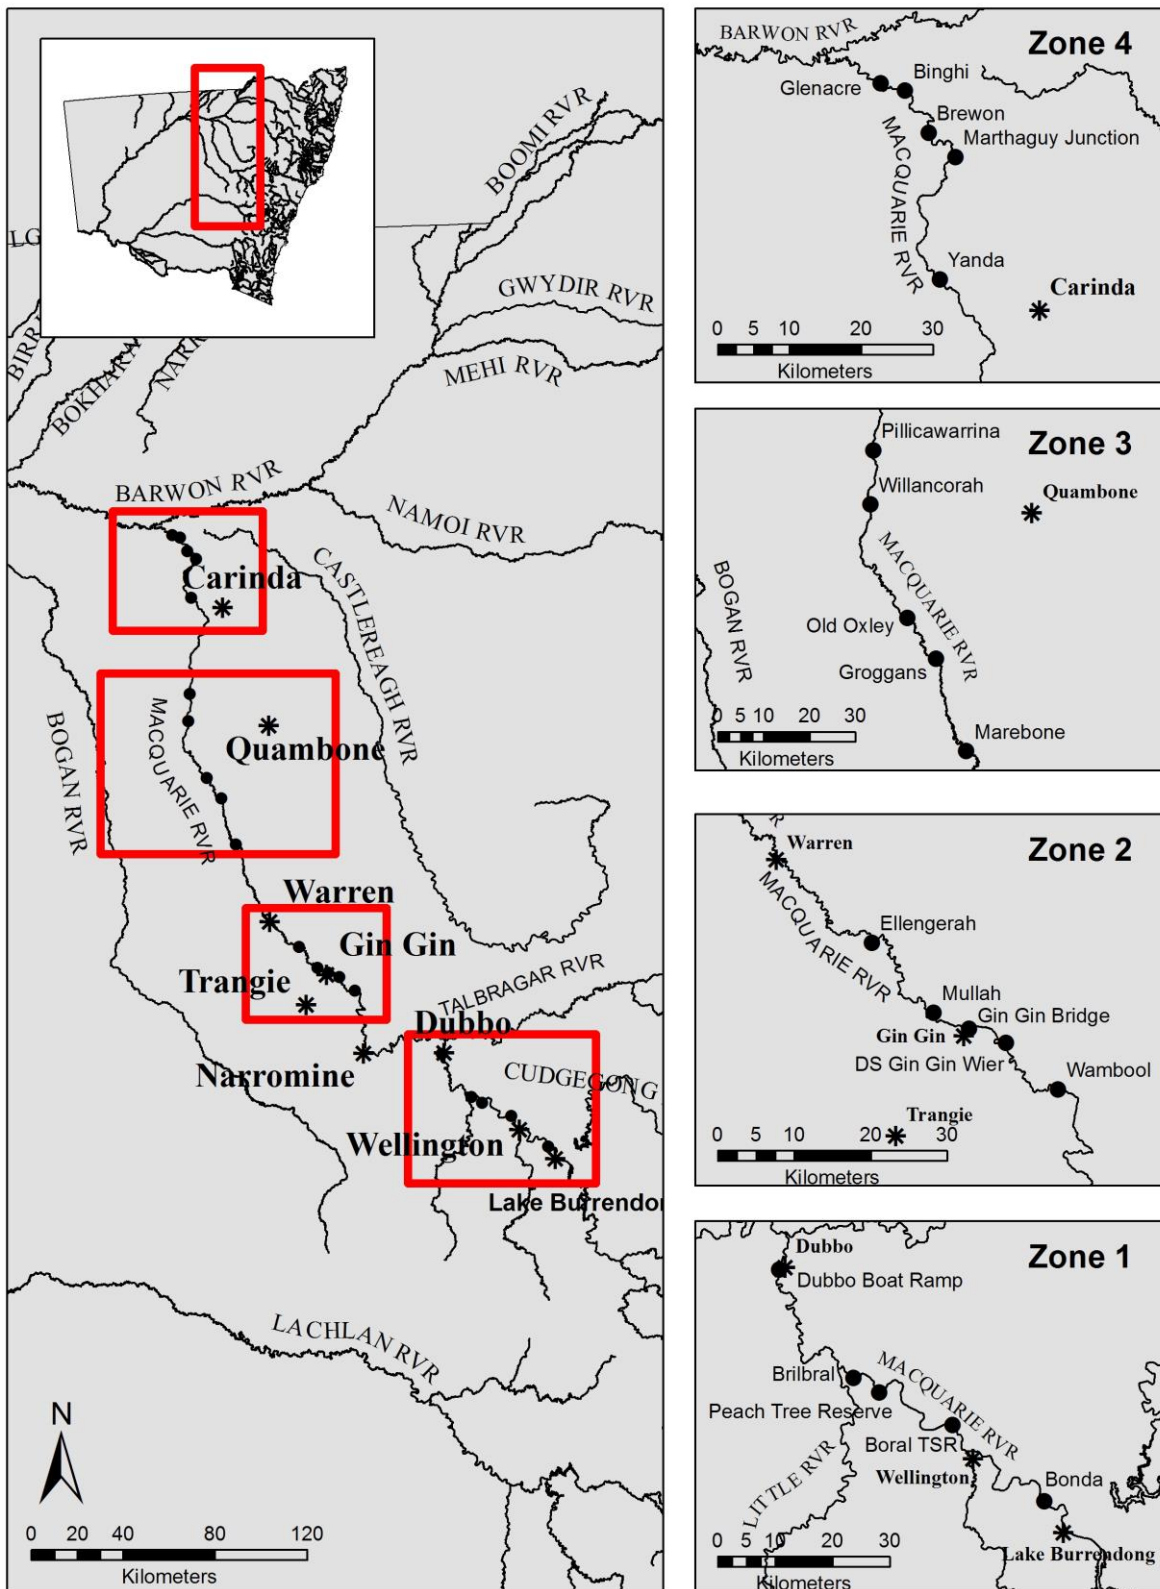 BOOMI RVR
GWYDIR RVR
MEHI RVR
BOKHARA
BARWON RVR
NAMOI RVR
CASTLEREAGH RVR
Carinda
BOGAN RVR
MACQUARIE RVR
Quambone
Warren
Gin Gin
Trangie
TALBRAGAR RVR
Dubbo
Narromine
CUDGEGONG
Wellington
Lake Burrendon
LACHLAN RVR
N
0 20 40 80 120
Kilometers
BARWON RVR
Zone 4
Binghi
Glenacre
Brewon
Marthaguy Junction
MACQUARIE RVR
Yanda
Carinda
0 5 10 20 30
Kilometers
Pillicawarrina
Zone 3
Willancorah
Quambone
MACQUARIE RVR
BOGAN RVR
Old Oxley
Groggans
0 5 10 20 30
Kilometers
Marebone
Warren
Zone 2
MACQUARIE RVR
Ellengerah
Mullah
Gin Gin Bridge
Gin Gin
DS Gin Gin Wier
Wambool
Trangie
0 5 10 20 30
Kilometers
Dubbo
Zone 1
Dubbo Boat Ramp
Brilbral
MACQUARIE RVR
Peach Tree Reserve
Boral TSR
Wellington
LITTLE RVR
Bonda
0 5 10 20 30
Lake Burrendong
Kilometers